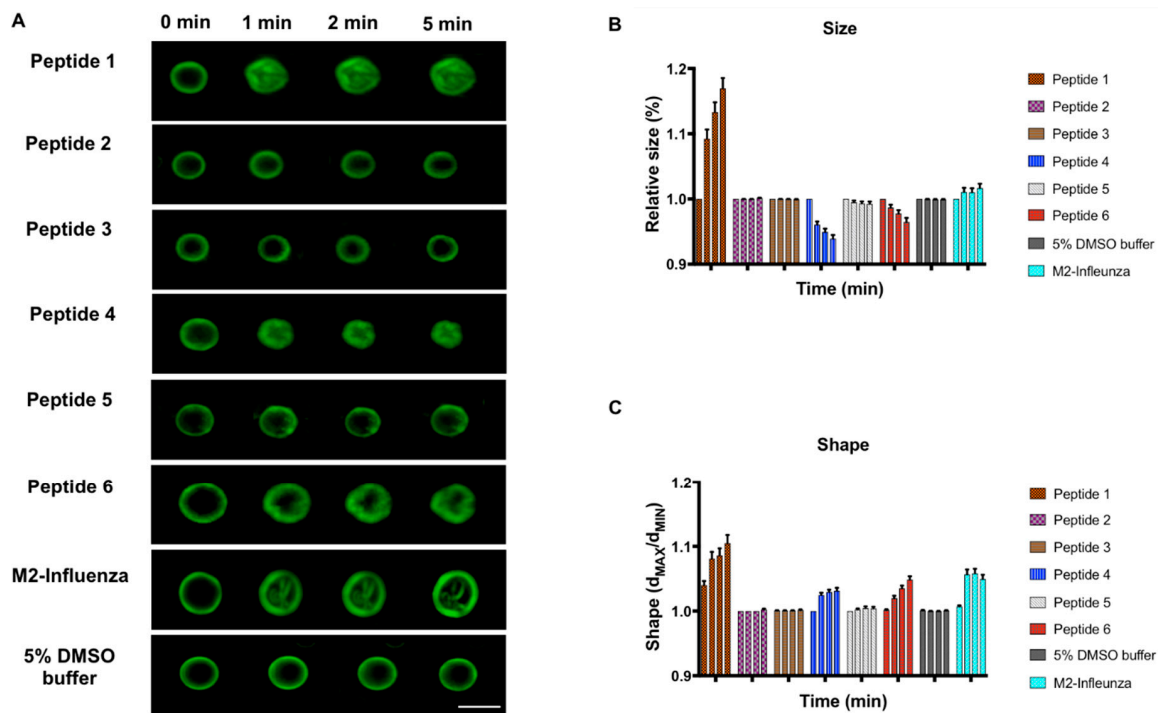 A
0 min 1 min 2 min 5 min
Peptide 1
Peptide 2
Peptide 3
Peptide 4
Peptide 5
Peptide 6
M2-Influenza
5% DMSO
buffer
B
Size
Relative size (%)
1.2
1.1
1.0
0.9
Time (min)
Peptide 1
Peptide 2
Peptide 3
Peptide 4
Peptide 5
Peptide 6
5% DMSO buffer
M2-Infleunza
C
Shape
Shape (dMAX/dMIN)
1.2
1.1
1.0
0.9
Time (min)
Peptide 1
Peptide 2
Peptide 3
Peptide 4
Peptide 5
Peptide 6
5% DMSO buffer
M2-Infleunza